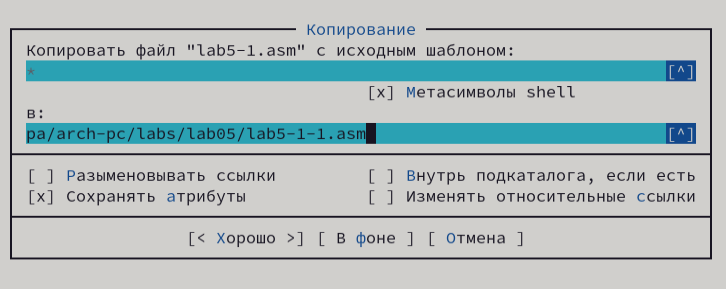 Копирование
Копировать файл "lab5-1.asm" с исходным шаблоном:
* [^]
[x] Метасимволы shell
в:
pa/arch-pc/labs/lab05/lab5-1-1.asm [^]
[ ] Разыменовывать ссылки [ ] Внутрь подкаталога, если есть
[x] Сохранять атрибуты [ ] Изменять относительные ссылки
[< Хорошо >] [ В фоне ] [ Отмена ]